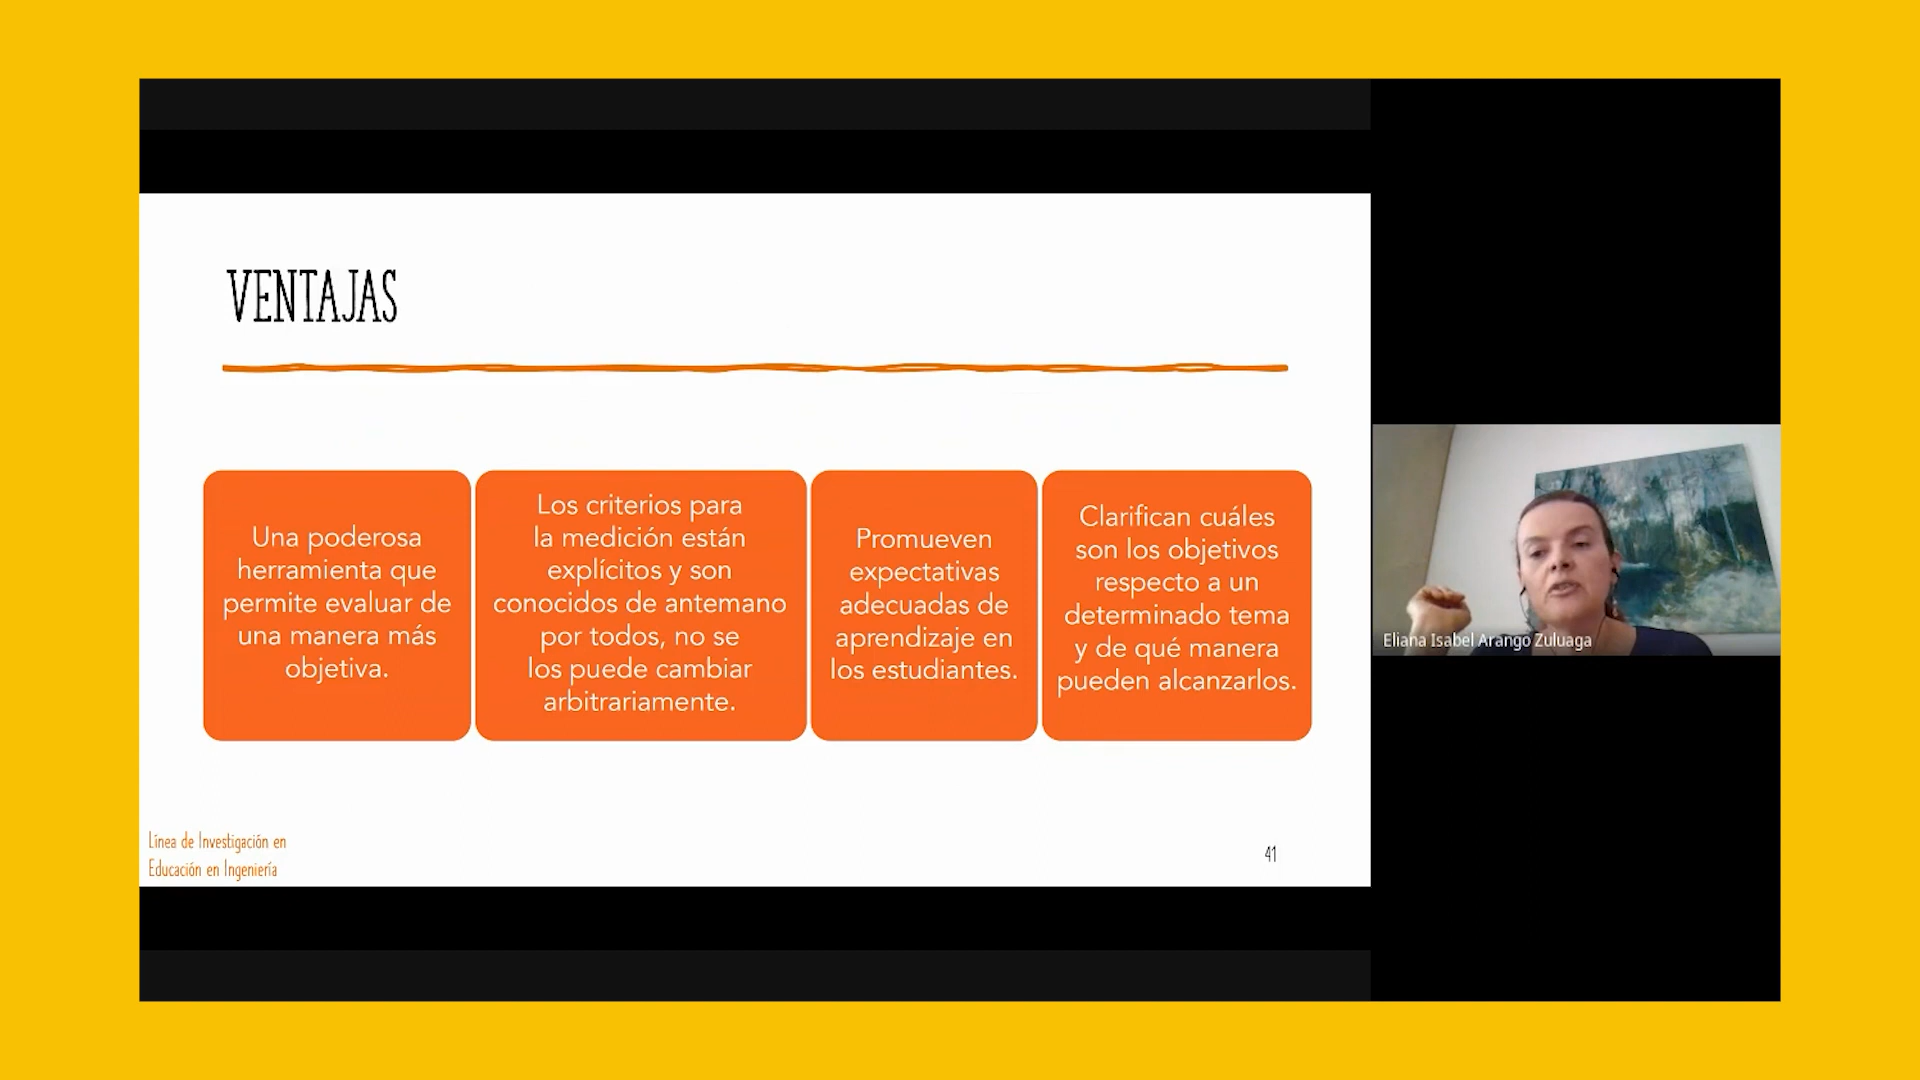 VENTAJAS
Una poderosa
herramienta que
permite evaluar de
una manera más
objetiva.
Los criterios para
la medición están
explícitos y son
conocidos de antemano
por todos, no se
los puede cambiar
arbitrariamente.
Promueven
expectativas
adecuadas de
aprendizaje en
los estudiantes.
Clarifican cuáles
son los objetivos
respecto a un
determinado tema
y de qué manera
pueden alcanzarlos.
Eliana Isabel Arango Zuluaga
Línea de Investigación en
Educación en Ingeniería
41